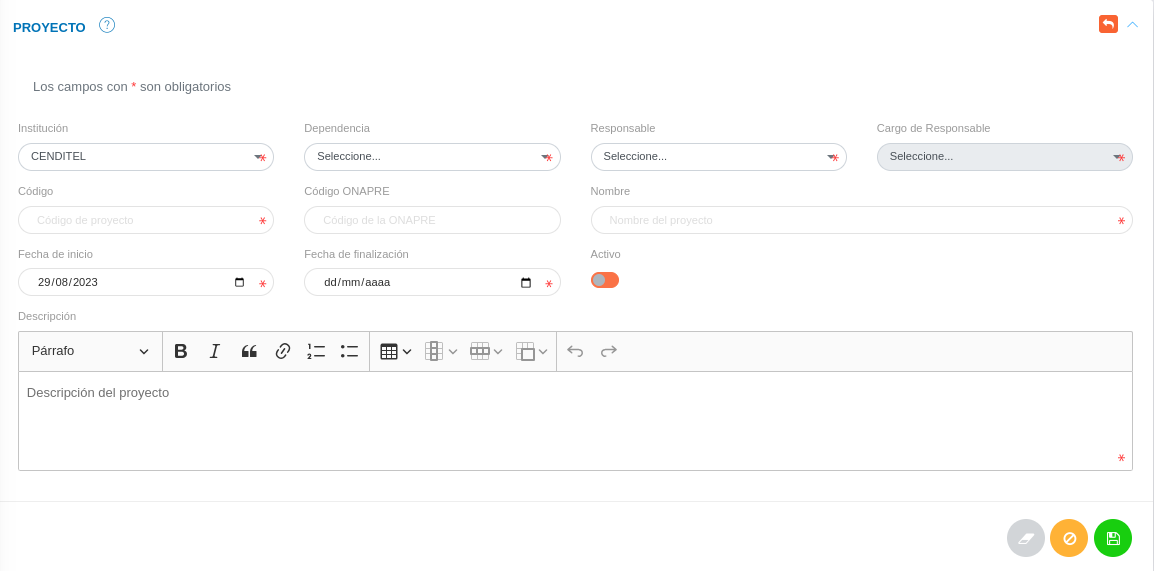 PROYECTO ?
Los campos con * son obligatorios
Institución Dependencia Responsable Cargo de Responsable
CENDITEL * Seleccione... * Seleccione... * Seleccione... *
Código Código ONAPRE Nombre
Código de proyecto * Código de la ONAPRE Nombre del proyecto *
Fecha de inicio Fecha de finalización Activo
29/08/2023 * dd/mm/aaaa *
Descripción
Párrafo B I
Descripción del proyecto
*